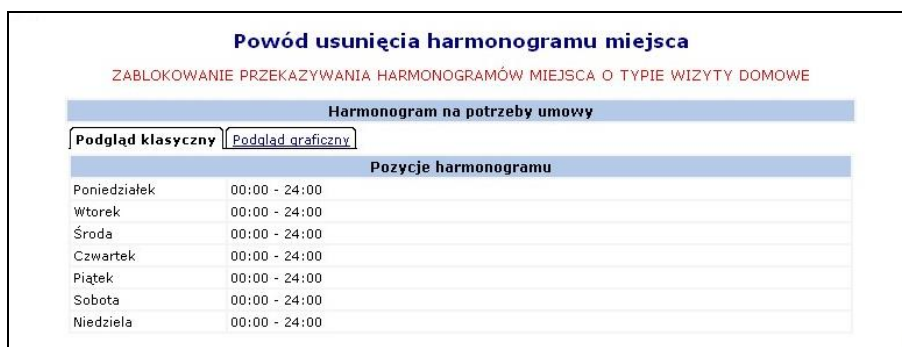 Powód usunięcia harmonogramu miejsca
ZABLOKOWANIE PRZEKAZYWANIA HARMONOGRAMÓW MIEJSCA O TYPIE WIZYTY DOMOWE
Harmonogram na potrzeby umowy
Podgląd klasyczny Podgląd graficzny
Pozycje harmonogramu
Poniedziałek 00:00 - 24:00
Wtorek 00:00 - 24:00
Środa 00:00 - 24:00
Czwartek 00:00 - 24:00
Piątek 00:00 - 24:00
Sobota 00:00 - 24:00
Niedziela 00:00 - 24:00